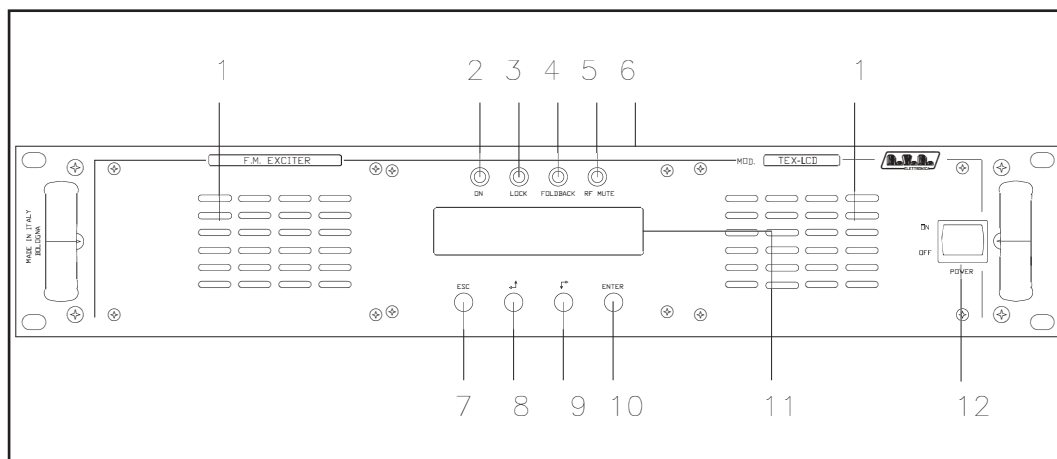 1 2 3 4 5 6 1
F.M. EXCITER MOD. TEX-LCD R.V.R.
ELETTRONICA
ON LOCK FOLDBACK RF MUTE
MADE IN ITALY
BOLOGNA
ON
OFF
POWER
ESC ENTER
7 8 9 10 11 12